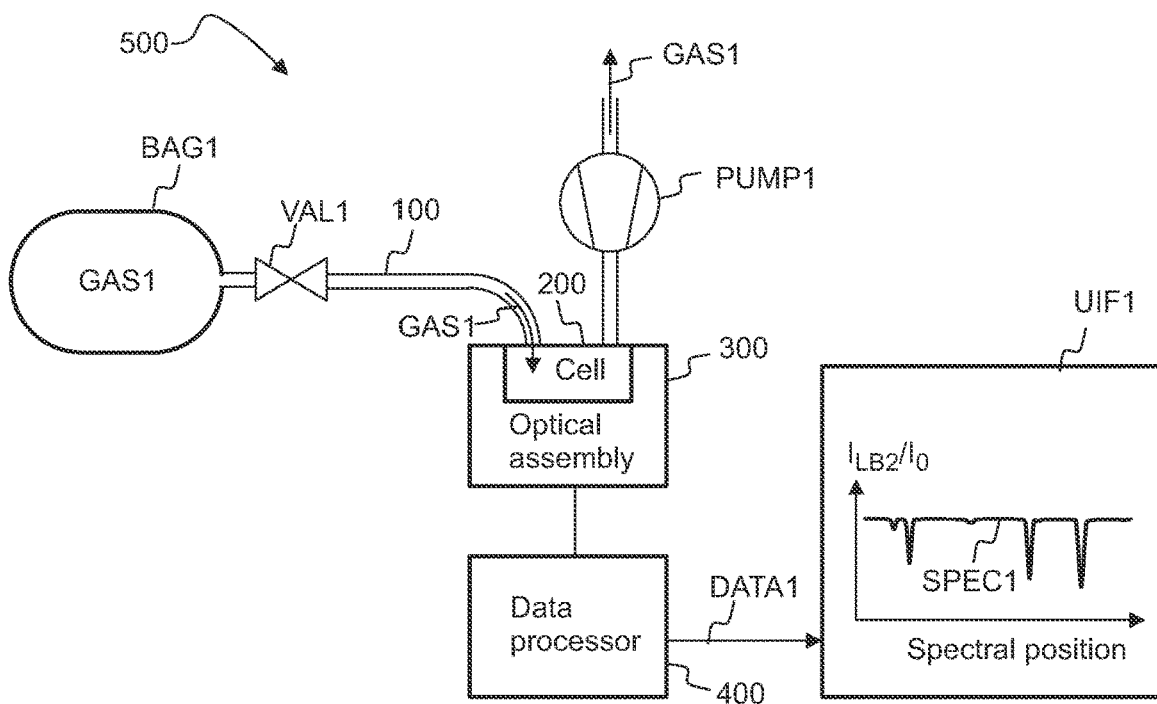 500
GAS1
BAG1
PUMP1
VAL1
100
GAS1
200
UIF1
GAS1
300
Cell
Optical
assembly
I_LB2/I_0
SPEC1
DATA1
Data
processor
Spectral position
400